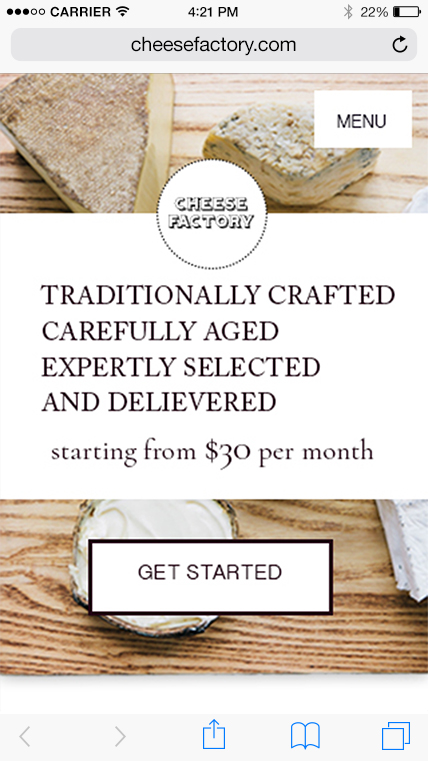 CARRIER 4:21 PM 22%
cheesefactory.com
MENU
CHEESE
FACTORY
TRADITIONALLY CRAFTED
CAREFULLY AGED
EXPERTLY SELECTED
AND DELIEVERED
starting from $30 per month
GET STARTED